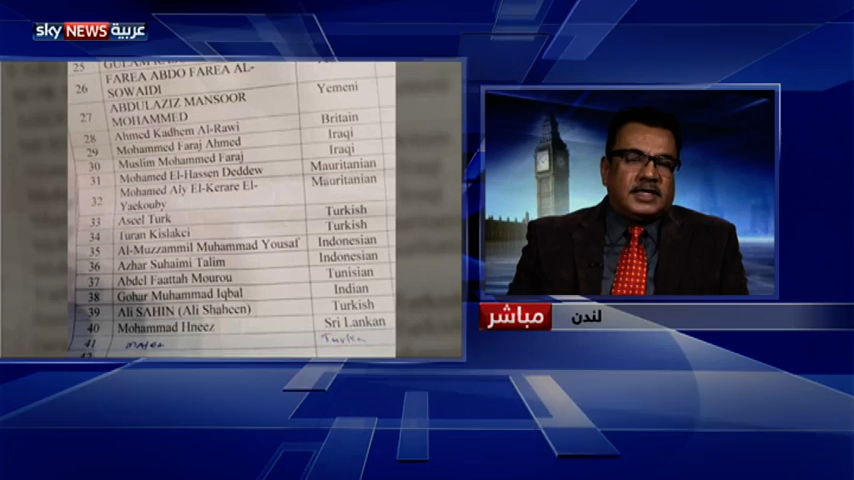 sky NEWS عربية
25
26 FAREA ABDO FAREA AL- Yemeni
SOWAIDI
27 ABDULAZIZ MANSOOR Britain
MOHAMMED
28 Ahmed Kadhem Al-Rawi Iraqi
29 Mohammed Faraj Ahmed Iraqi
30 Muslim Mohammed Faraj
31 Mohamed El-Hassen Deddew Mauritanian
32 Mohamed Aly El-Kerare El- Mauritanian
Yackouby
33 Aseel Turk Turkish
34 Turan Kislakci Turkish
35 Al-Muzzammil Muhammad Yousaf Indonesian
36 Azhar Suhaimi Talim Indonesian
37 Abdel Faattah Mourou Tunisian
38 Gohar Muhammad Iqbal Indian
39 Ali SAHIN (Ali Shaheen) Turkish
40 Mohammad Hneez Sri Lankan
41
مباشر لندن